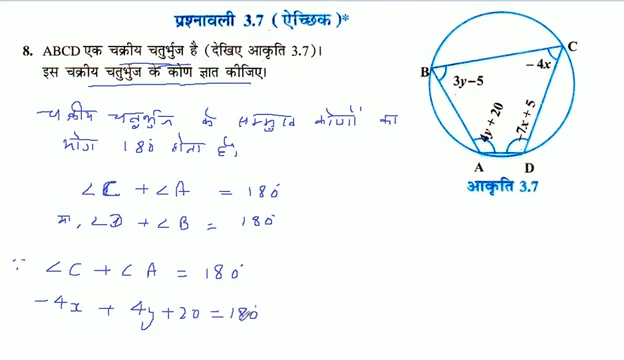 प्रश्नावली 3.7 (ऐच्छिक)*
8. ABCD एक चक्रीय चतुर्भुज है (देखिए आकृति 3.7)।
इस चक्रीय चतुर्भुज के कोण ज्ञात कीजिए।
चक्रीय चतुर्भुज के सम्मुख कोणों का
योग 180° होता है।
∠C + ∠A = 180°
या, ∠D + ∠B = 180°
∵ ∠C + ∠A = 180°
-4x + 4y + 20 = 180°
C
-4x
B
3y-5
4y + 20
-7x + 5
A D
आकृति 3.7